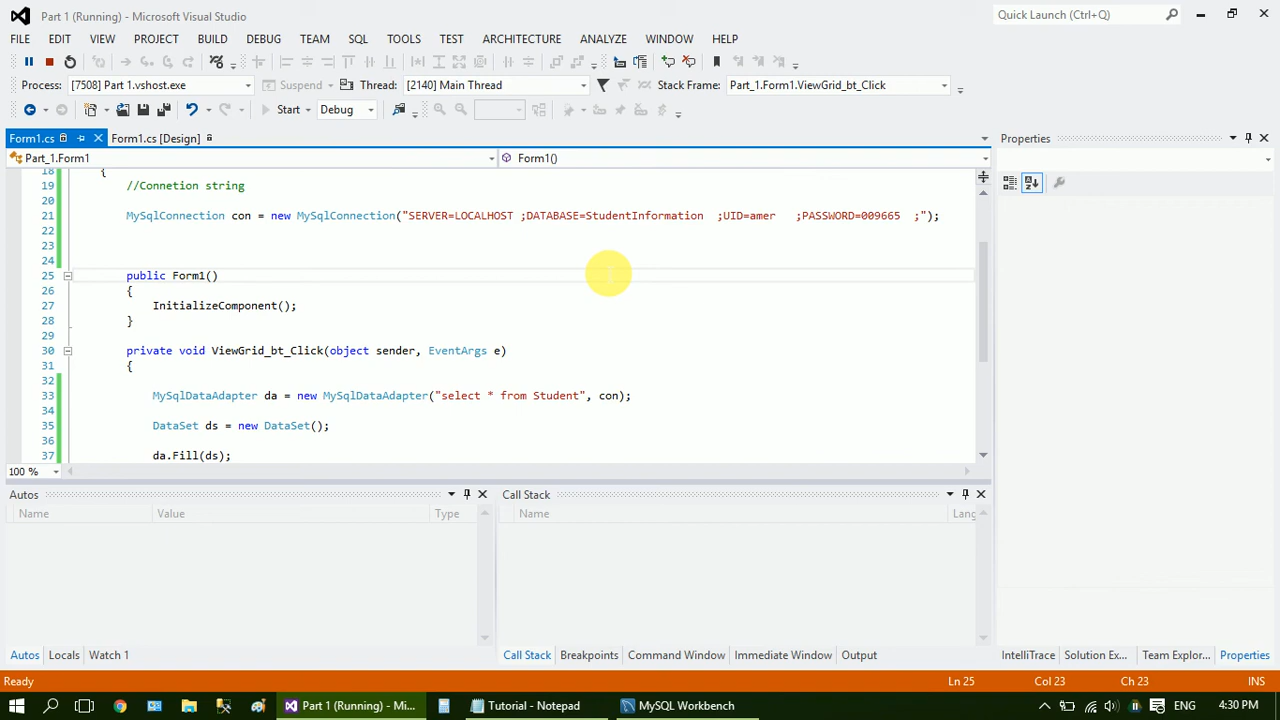 Part 1 (Running) - Microsoft Visual Studio
Quick Launch (Ctrl+Q)
FILE EDIT VIEW PROJECT BUILD DEBUG TEAM SQL TOOLS TEST ARCHITECTURE ANALYZE WINDOW HELP
Process: [7508] Part 1.vshost.exe Suspend Thread: [2140] Main Thread Stack Frame: Part_1.Form1.ViewGrid_bt_Click
Start Debug
Form1.cs Form1.cs [Design]
Properties
Part_1.Form1 Form1()
18 {
19 //Connetion string
20
21 MySqlConnection con = new MySqlConnection("SERVER=LOCALHOST ;DATABASE=StudentInformation ;UID=amer ;PASSWORD=009665 ;");
22
23
24
25 public Form1()
26 {
27 InitializeComponent();
28 }
29
30 private void ViewGrid_bt_Click(object sender, EventArgs e)
31 {
32
33 MySqlDataAdapter da = new MySqlDataAdapter("select * from Student", con);
34
35 DataSet ds = new DataSet();
36
37 da.Fill(ds);
100 %
Autos
Name Value Type
Call Stack
Name Lang
Autos Locals Watch 1
Call Stack Breakpoints Command Window Immediate Window Output
IntelliTrace Solution Ex... Team Explor... Properties
Ready Ln 25 Col 23 Ch 23 INS
Part 1 (Running) - Mi... Tutorial - Notepad MySQL Workbench ENG 4:30 PM